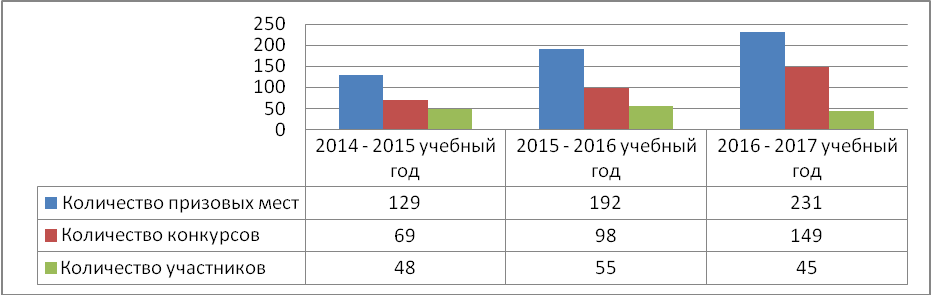 250
200
150
100
50
0
2014 - 2015 учебный год
2015 - 2016 учебный год
2016 - 2017 учебный год
Количество призовых мест 129 192 231
Количество конкурсов 69 98 149
Количество участников 48 55 45